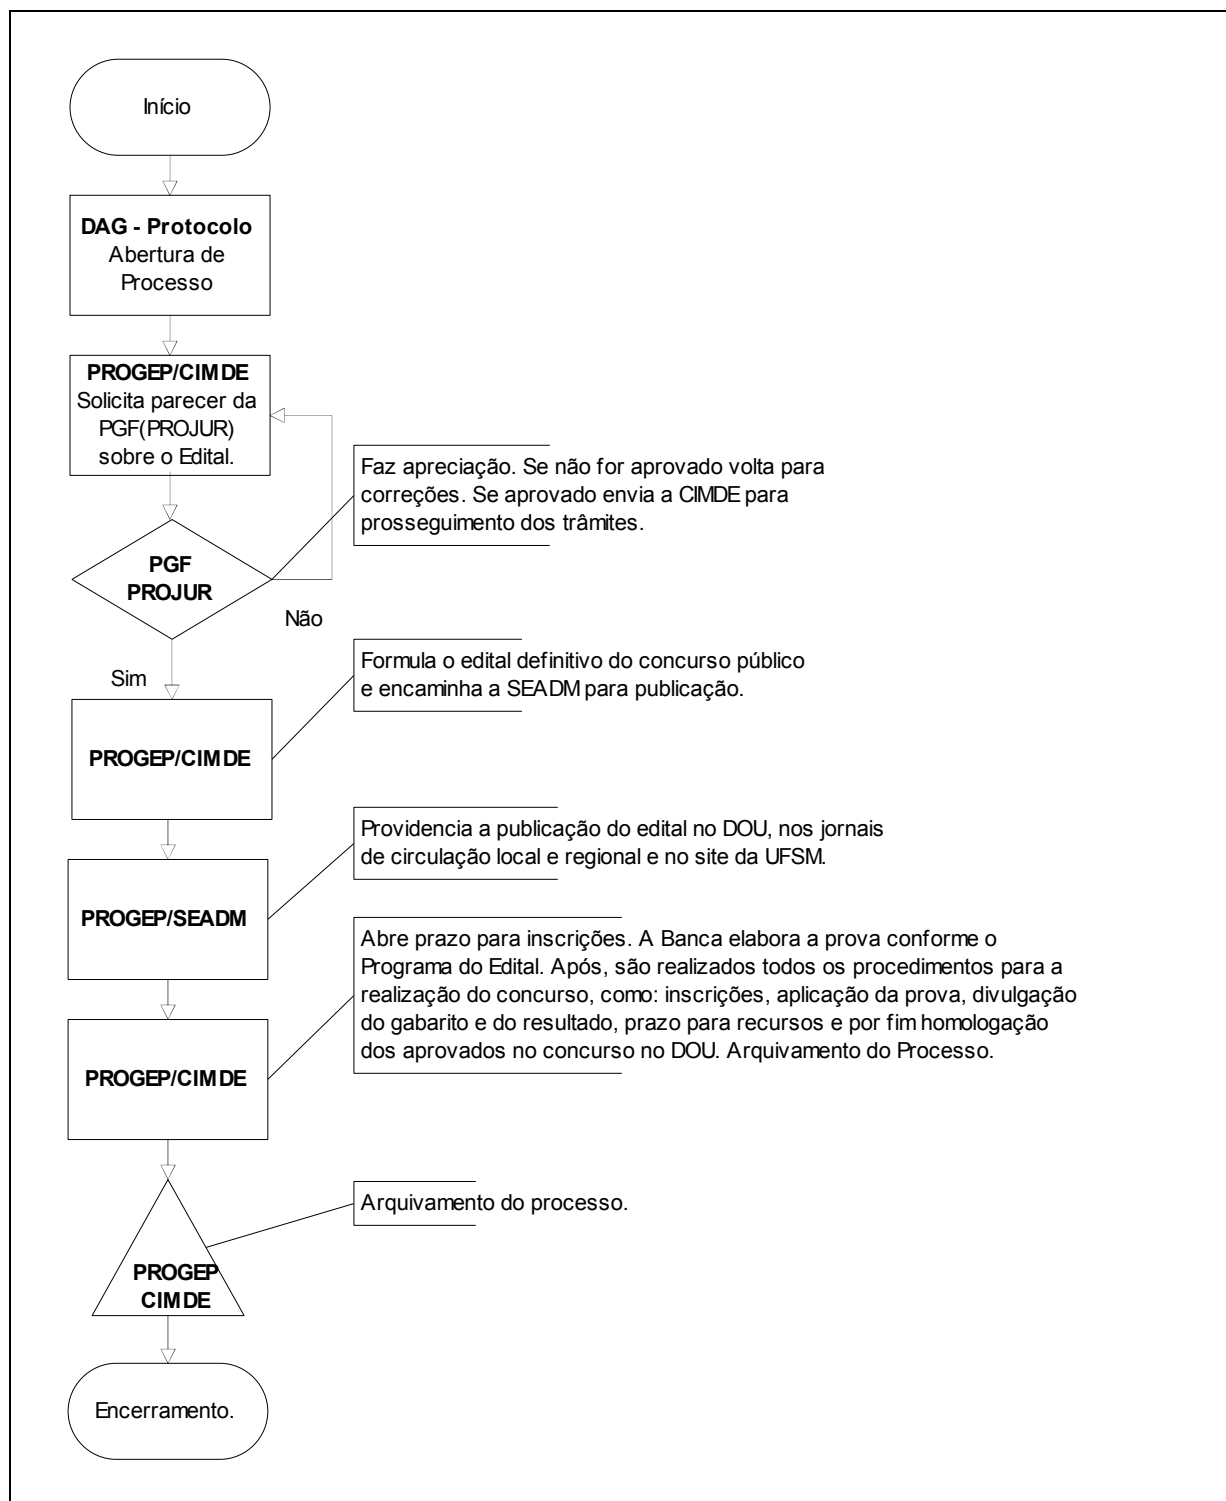 Início
DAG - Protocolo
Abertura de
Processo
PROGEP/CIMDE
Solicita parecer da
PGF(PROJUR)
sobre o Edital.
Faz apreciação. Se não for aprovado volta para
correções. Se aprovado envia a CIMDE para
prosseguimento dos trâmites.
PGF
PROJUR
Não
Sim
Formula o edital definitivo do concurso público
e encaminha a SEADM para publicação.
PROGEP/CIMDE
Providencia a publicação do edital no DOU, nos jornais
de circulação local e regional e no site da UFSM.
PROGEP/SEADM
Abre prazo para inscrições. A Banca elabora a prova conforme o
Programa do Edital. Após, são realizados todos os procedimentos para a
realização do concurso, como: inscrições, aplicação da prova, divulgação
do gabarito e do resultado, prazo para recursos e por fim homologação
dos aprovados no concurso no DOU. Arquivamento do Processo.
PROGEP/CIMDE
Arquivamento do processo.
PROGEP
CIMDE
Encerramento.